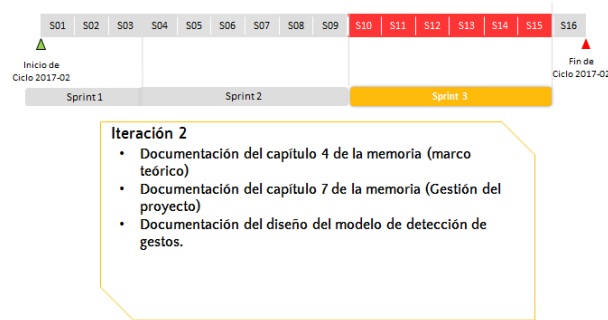 S01 S02 S03 S04 S05 S06 S07 S08 S09 S10 S11 S12 S13 S14 S15 S16
Inicio de
Ciclo 2017-02
Fin de
Ciclo 2017-02
Sprint 1 Sprint 2 Sprint 3
Iteración 2
• Documentación del capítulo 4 de la memoria (marco
teórico)
• Documentación del capítulo 7 de la memoria (Gestión del
proyecto)
• Documentación del diseño del modelo de detección de
gestos.